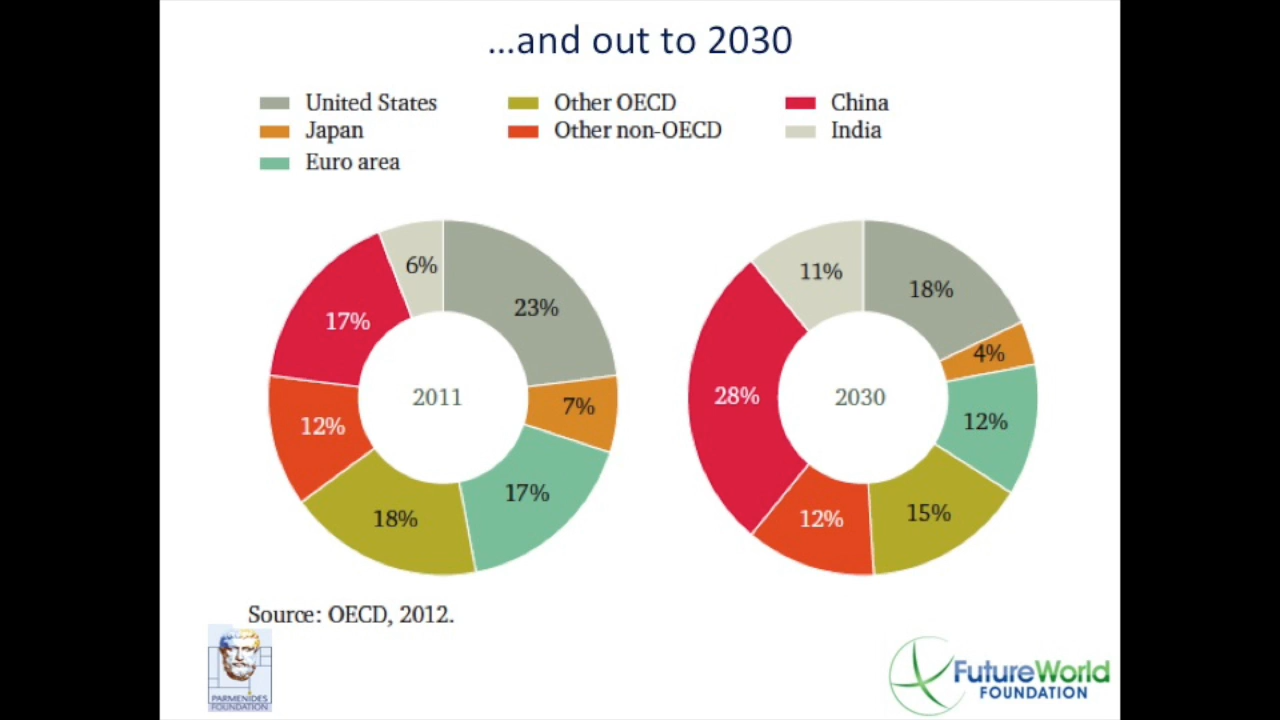 ...and out to 2030
United States
Other OECD
China
Japan
Other non-OECD
India
Euro area
6%
23%
17%
7%
2011
12%
17%
18%
11%
18%
4%
28%
2030
12%
15%
12%
Source: OECD, 2012.
PARMENIDES
FOUNDATION
FutureWorld
FOUNDATION